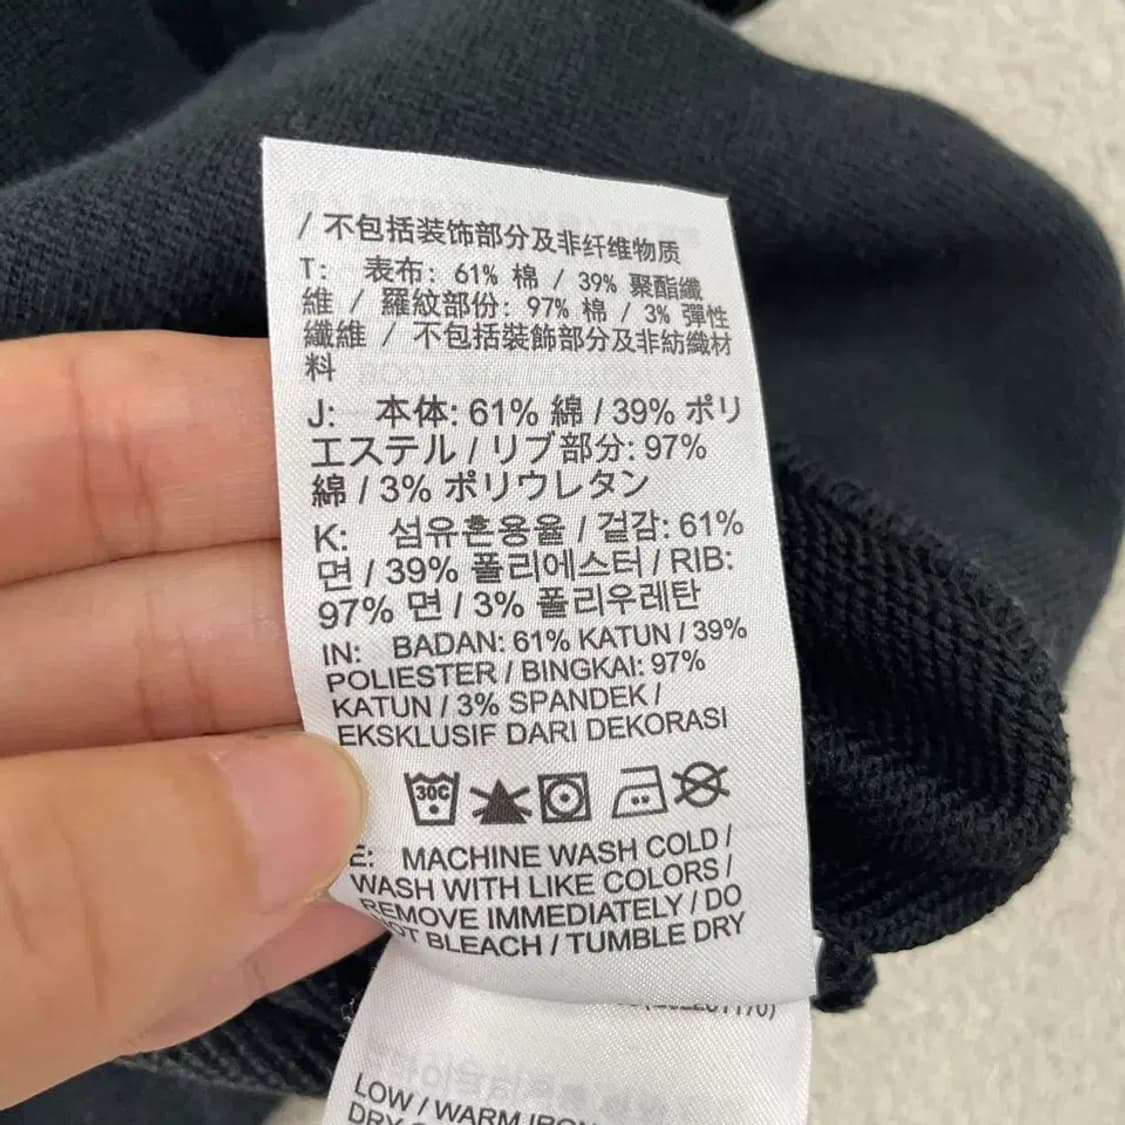 / 不包括装饰部分及非纤维物质
T: 表布: 61% 棉 / 39% 聚酯纖
維 / 羅紋部份: 97% 棉 / 3% 彈性
纖維 / 不包括裝飾部分及非紡織材
料
J: 本体: 61% 綿 / 39% ポリ
エステル / リブ部分: 97%
綿 / 3% ポリウレタン
K: 섬유혼용율 / 겉감: 61%
면 / 39% 폴리에스터 / RIB:
97% 면 / 3% 폴리우레탄
IN: BADAN: 61% KATUN / 39%
POLIESTER / BINGKAI: 97%
KATUN / 3% SPANDEK /
EKSKLUSIF DARI DEKORASI
30C
E: MACHINE WASH COLD /
WASH WITH LIKE COLORS /
REMOVE IMMEDIATELY / DO
NOT BLEACH / TUMBLE DRY
LOW / WARM IRON
DRY